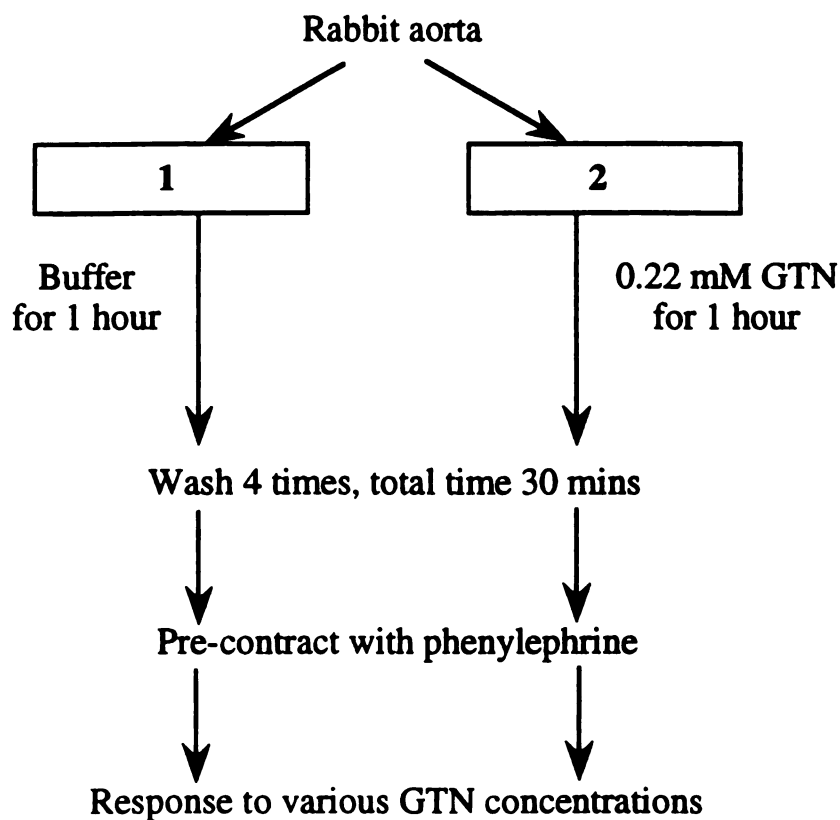 Rabbit aorta
1
2
Buffer
for 1 hour
0.22 mM GTN
for 1 hour
Wash 4 times, total time 30 mins
Pre-contract with phenylephrine
Response to various GTN concentrations